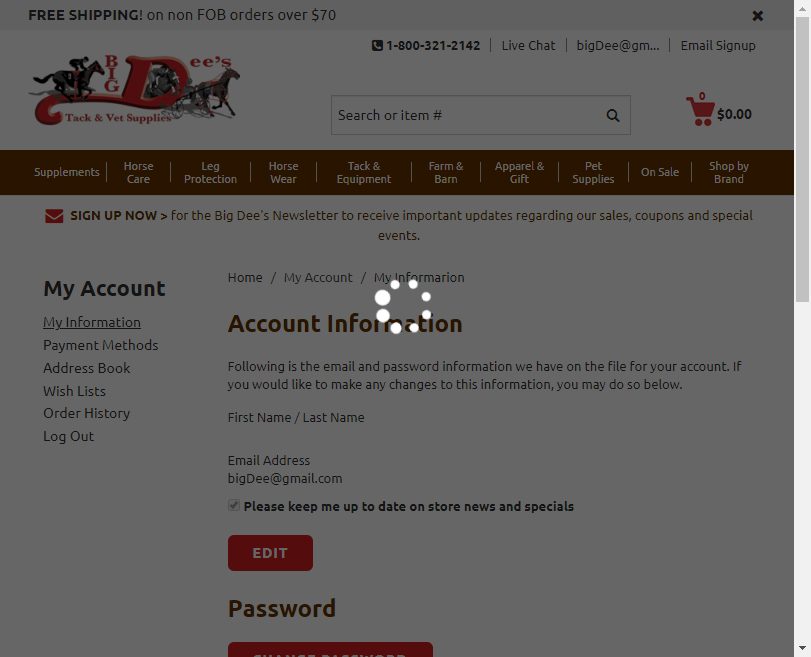 FREE SHIPPING! on non FOB orders over $70
1-800-321-2142 Live Chat bigDee@gm... Email Signup
BIG Dee's
Tack & Vet Supplies
Search or item #
0
$0.00
Supplements
Horse Care
Leg Protection
Horse Wear
Tack & Equipment
Farm & Barn
Apparel & Gift
Pet Supplies
On Sale
Shop by Brand
SIGN UP NOW > for the Big Dee's Newsletter to receive important updates regarding our sales, coupons and special
events.
My Account
My Information
Payment Methods
Address Book
Wish Lists
Order History
Log Out
Home / My Account / My Informarion
Account Information
Following is the email and password information we have on the file for your account. If
you would like to make any changes to this information, you may do so below.
First Name / Last Name
Email Address
bigDee@gmail.com
Please keep me up to date on store news and specials
EDIT
Password
CHANGE PASSWORD